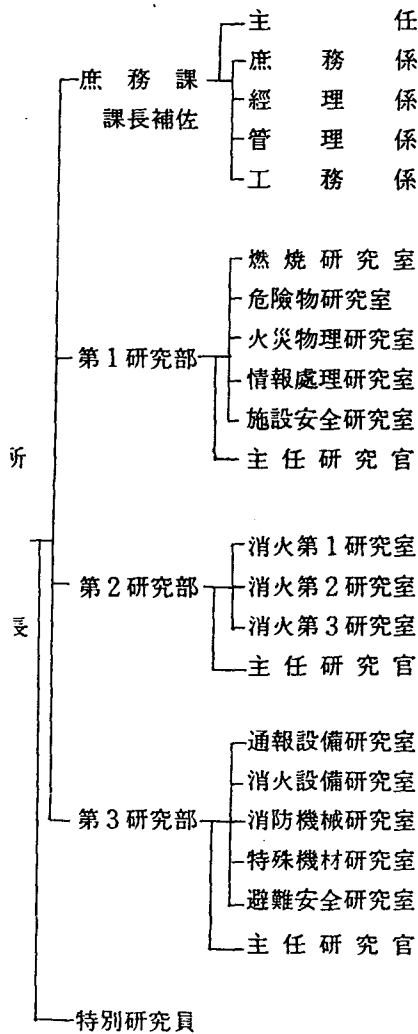 主任
庶務係
庶務課
經理係
課長補佐
管理係
工務係
燃燒研究室
危險物研究室
火災物理研究室
第1研究部
情報處理研究室
施設安全研究室
所
主任研究官
消火第1研究室
第2研究部
消火第2研究室
長
消火第3研究室
主任研究官
通報設備研究室
消火設備研究室
第3研究部
消防機械研究室
特殊機材研究室
避難安全研究室
主任研究官
特別研究員